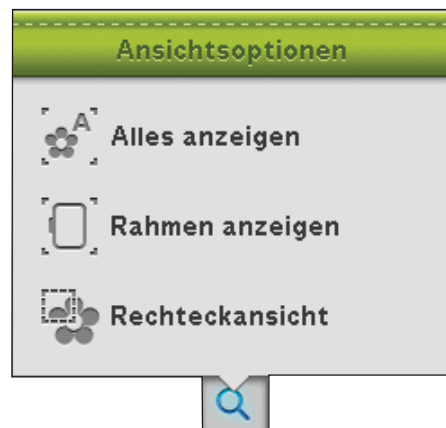 Ansichtsoptionen
A
Alles anzeigen
Rahmen anzeigen
Rechteckansicht